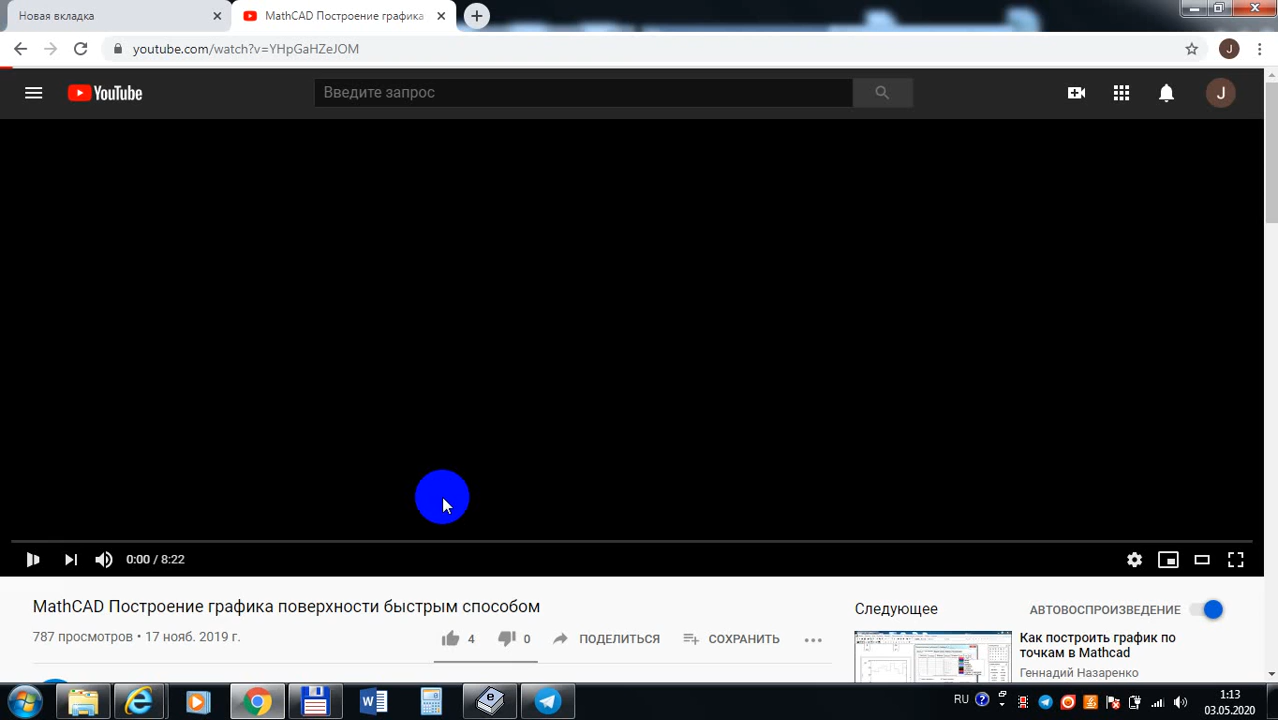 Новая вкладка
MathCAD Построение графика
youtube.com/watch?v=YHpGaHZeJOM
J
YouTube
Введите запрос
J
0:00 / 8:22
MathCAD Построение графика поверхности быстрым способом
787 просмотров • 17 нояб. 2019 г.
4
0
ПОДЕЛИТЬСЯ
СОХРАНИТЬ
Следующее
АВТОВОСПРОИЗВЕДЕНИЕ
Как построить график по
точкам в Mathcad
Геннадий Назаренко
RU
1:13
03.05.2020